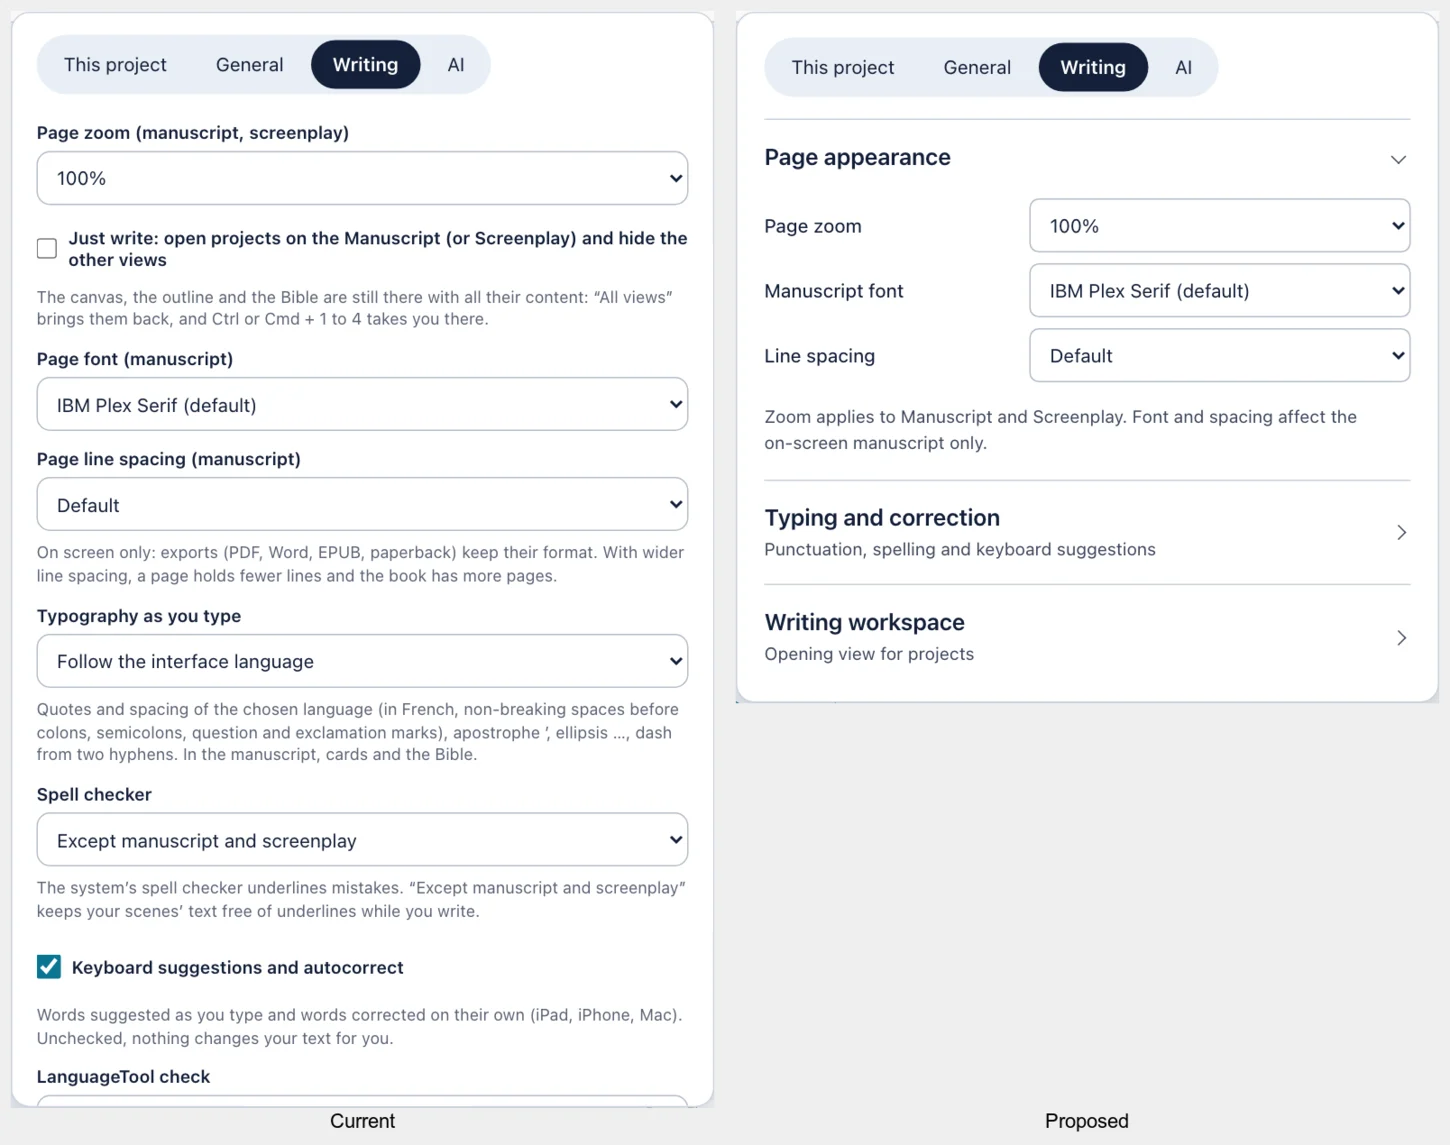 This project General Writing AI
Page zoom (manuscript, screenplay)
100%
Just write: open projects on the Manuscript (or Screenplay) and hide the
other views
The canvas, the outline and the Bible are still there with all their content: “All views”
brings them back, and Ctrl or Cmd + 1 to 4 takes you there.
Page font (manuscript)
IBM Plex Serif (default)
Page line spacing (manuscript)
Default
On screen only: exports (PDF, Word, EPUB, paperback) keep their format. With wider
line spacing, a page holds fewer lines and the book has more pages.
Typography as you type
Follow the interface language
Quotes and spacing of the chosen language (in French, non-breaking spaces before
colons, semicolons, question and exclamation marks), apostrophe ’, ellipsis …, dash
from two hyphens. In the manuscript, cards and the Bible.
Spell checker
Except manuscript and screenplay
The system’s spell checker underlines mistakes. “Except manuscript and screenplay”
keeps your scenes’ text free of underlines while you write.
Keyboard suggestions and autocorrect
Words suggested as you type and words corrected on their own (iPad, iPhone, Mac).
Unchecked, nothing changes your text for you.
LanguageTool check
Current
This project General Writing AI
Page appearance
Page zoom 100%
Manuscript font IBM Plex Serif (default)
Line spacing Default
Zoom applies to Manuscript and Screenplay. Font and spacing affect the
on-screen manuscript only.
Typing and correction
Punctuation, spelling and keyboard suggestions
Writing workspace
Opening view for projects
Proposed